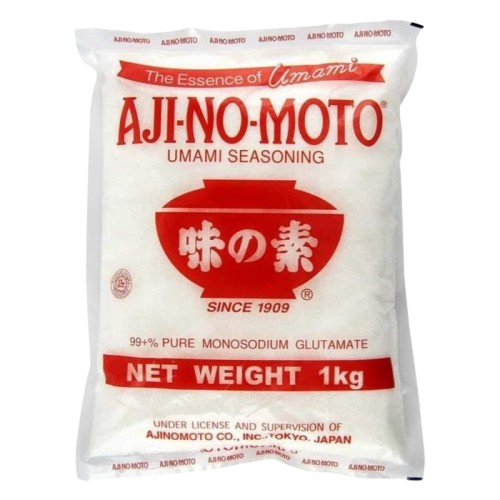 AJI-NO-MOTO AJI-NO-MOTO AJI-NO-MOTO AJI-NO-MOTO AJI-NO-MOTO AJI-NO-MOTO
The Essence of Umami
AJI-NO-MOTO®
UMAMI SEASONING
味の素
®
SINCE 1909
99+% PURE MONOSODIUM GLUTAMATE
NET WEIGHT 1kg
UNDER LICENSE AND SUPERVISION OF
AJINOMOTO CO., INC., TOKYO, JAPAN
AJI-NO-MOTO AJI-NO-MOTO AJI-NO-MOTO AJI-NO-MOTO